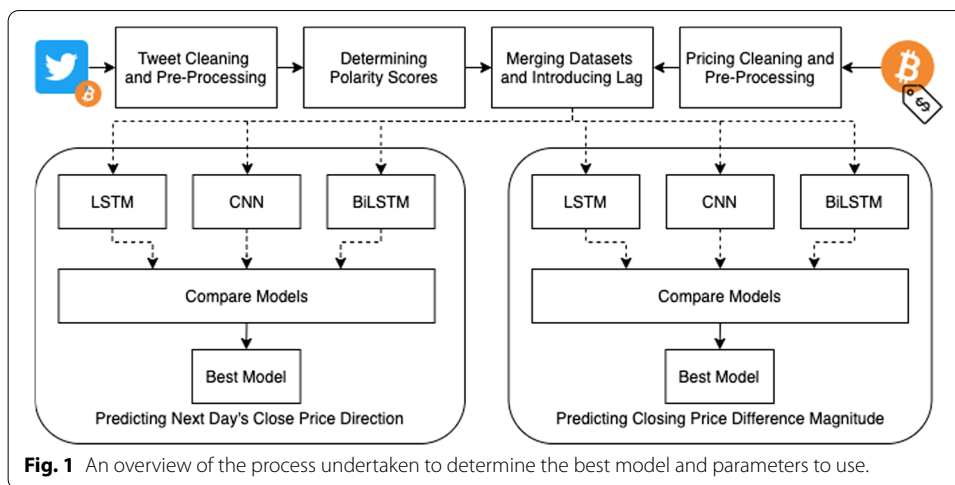 Tweet Cleaning
and Pre-Processing
Determining
Polarity Scores
Merging Datasets
and Introducing Lag
Pricing Cleaning and
Pre-Processing
₿
₿
$
LSTM
CNN
BiLSTM
Compare Models
Best Model
Predicting Next Day's Close Price Direction
LSTM
CNN
BiLSTM
Compare Models
Best Model
Predicting Closing Price Difference Magnitude
Fig. 1 An overview of the process undertaken to determine the best model and parameters to use.